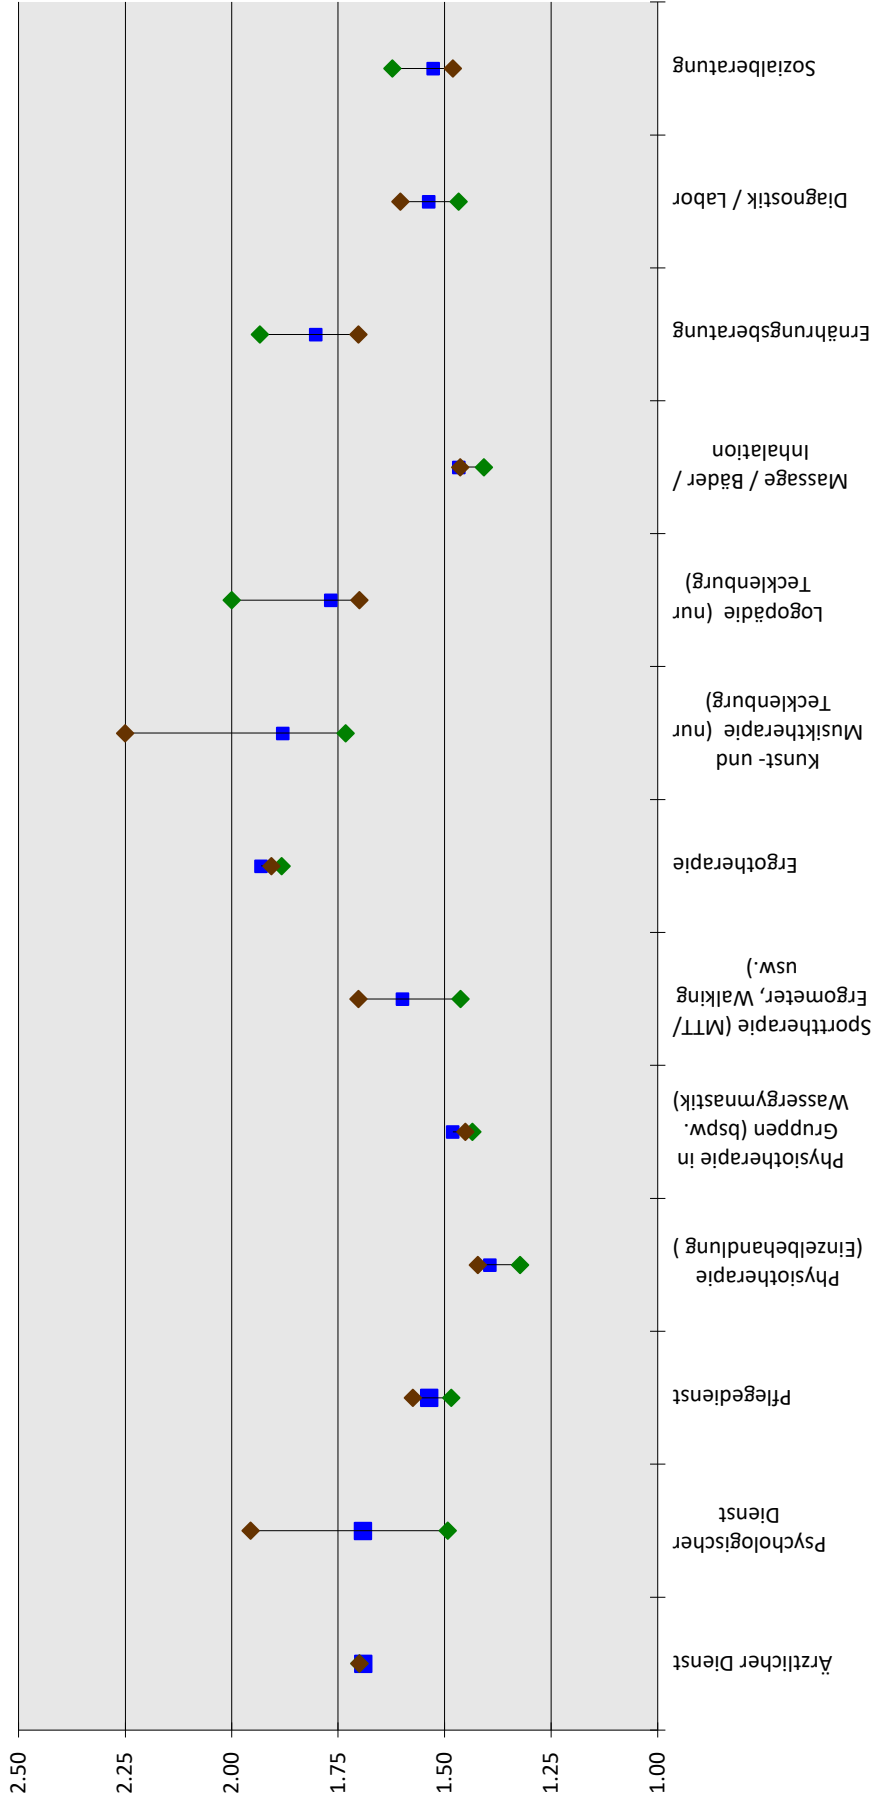 Sozialberatung
Diagnostik / Labor
Ernährungsberatung
Massage / Bäder /
Inhalation
Logopädie (nur
Tecklenburg)
Kunst- und
Musiktherapie (nur
Tecklenburg)
Ergotherapie
Sporttherapie (MTT/
Ergometer, Walking
usw.)
Physiotherapie in
Gruppen (bspw.
Wassergymnastik)
Physiotherapie
(Einzelbehandlung )
Pflegedienst
Psychologischer
Dienst
Ärztlicher Dienst
2.50
2.25
2.00
1.75
1.50
1.25
1.00